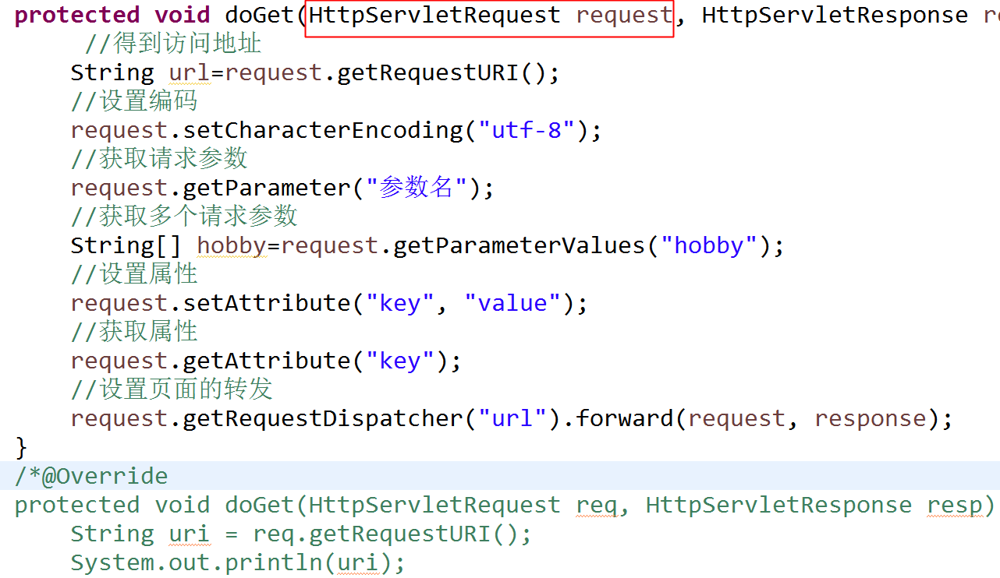 protected void doGet(HttpServletRequest request, HttpServletResponse re
//得到访问地址
String url=request.getRequestURI();
//设置编码
request.setCharacterEncoding("utf-8");
//获取请求参数
request.getParameter("参数名");
//获取多个请求参数
String[] hobby=request.getParameterValues("hobby");
//设置属性
request.setAttribute("key", "value");
//获取属性
request.getAttribute("key");
//设置页面的转发
request.getRequestDispatcher("url").forward(request, response);
}
/*@Override
protected void doGet(HttpServletRequest req, HttpServletResponse resp)
String uri = req.getRequestURI();
System.out.println(uri);